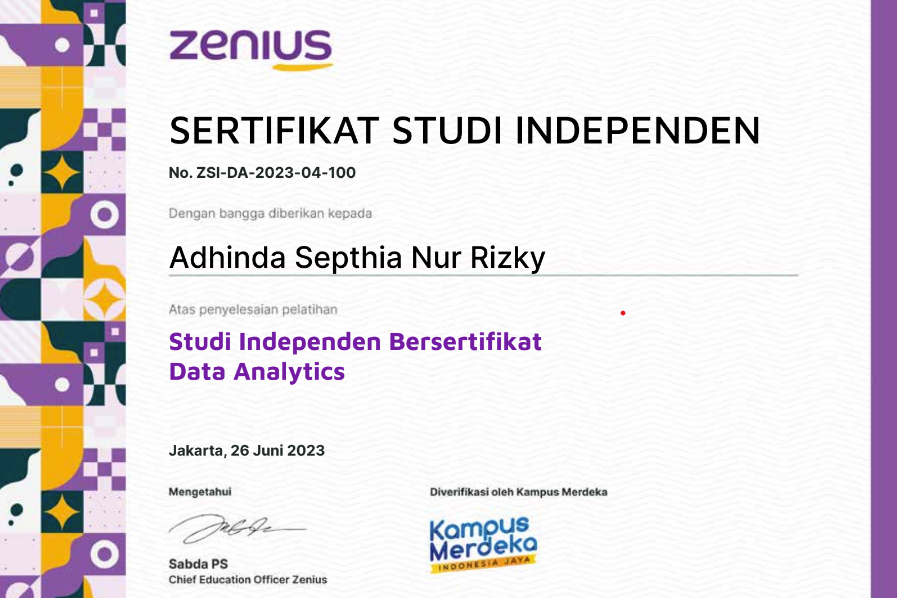 zenius
SERTIFIKAT STUDI INDEPENDEN
No. ZSI-DA-2023-04-100
Dengan bangga diberikan kepada
Adhinda Septhia Nur Rizky
Atas penyelesaian pelatihan
Studi Independen Bersertifikat
Data Analytics
Jakarta, 26 Juni 2023
Mengetahui
Diverifikasi oleh Kampus Merdeka
Kampus
Merdeka
INDONESIA JAYA
Sabda PS
Chief Education Officer Zenius